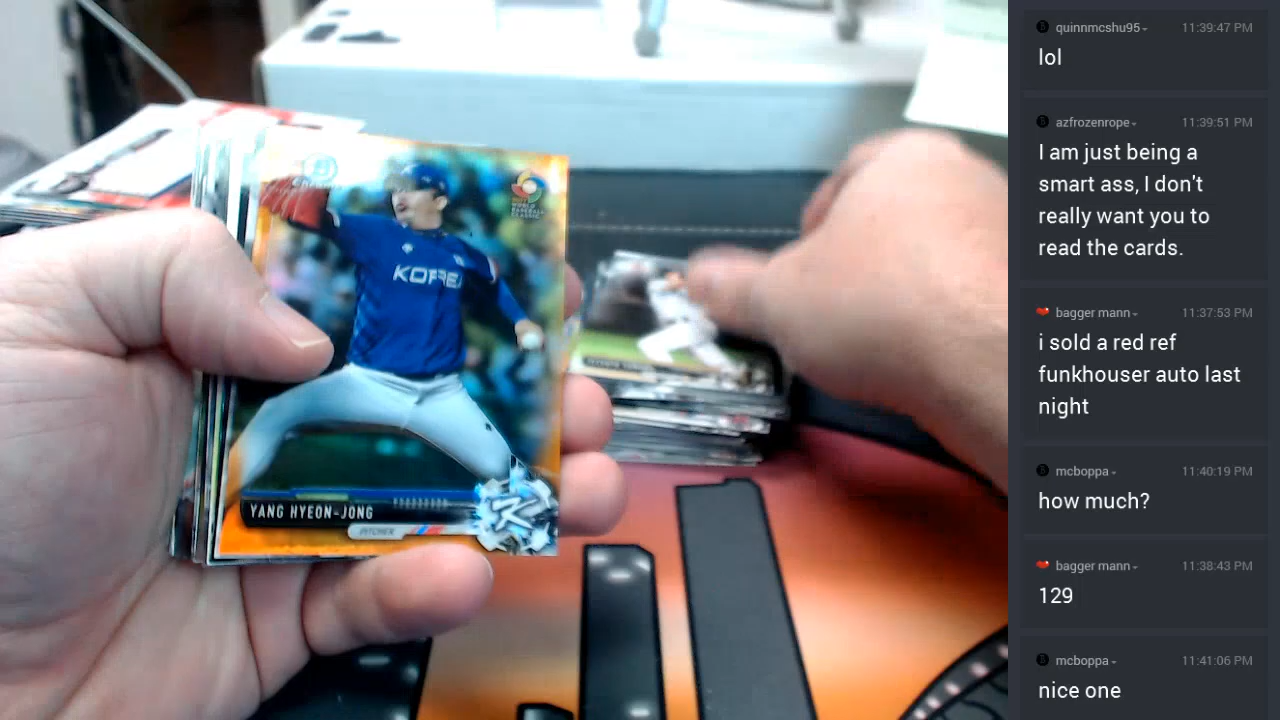 KOREA
WORLD
BASEBALL
CLASSIC
YANG HYEON-JONG
PITCHER
quinnmcshu95
11:39:47 PM
lol
azfrozenrope
11:39:51 PM
I am just being a
smart ass, I don't
really want you to
read the cards.
bagger mann
11:37:53 PM
i sold a red ref
funkhouser auto last
night
mcboppa
11:40:19 PM
how much?
bagger mann
11:38:43 PM
129
mcboppa
11:41:06 PM
nice one